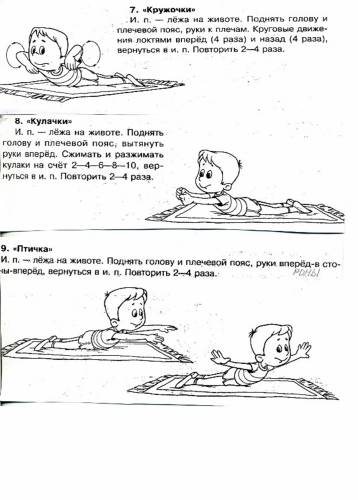 7. «Кружочки»
И. п. — лёжа на животе. Поднять голову и
плечевой пояс, руки к плечам. Круговые движе-
ния локтями вперёд (4 раза) и назад (4 раза),
вернуться в и. п. Повторить 2—4 раза.
8. «Кулачки»
И. п. — лёжа на животе. Поднять
голову и плечевой пояс, вытянуть
руки вперёд. Сжимать и разжимать
кулаки на счёт 2—4—6—8—10, вер-
нуться в и. п. Повторить 2—4 раза.
9. «Птичка»
И. п. — лёжа на животе. Поднять голову и плечевой пояс, руки вперёд-в сто-
ны-вперёд, вернуться в и. п. Повторить 2—4 раза.
РОНЫ